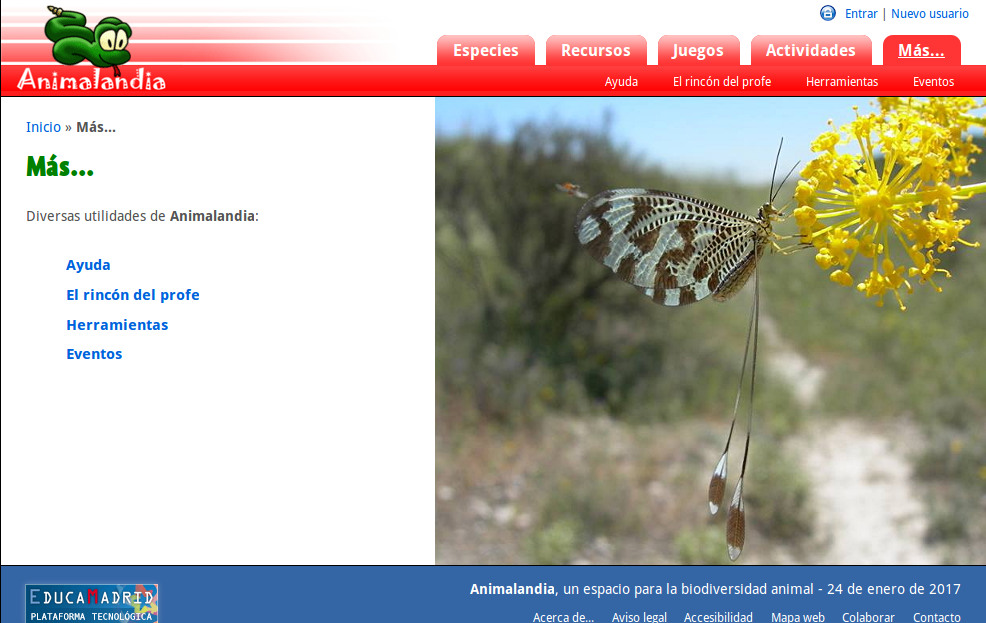 Entrar | Nuevo usuario
Animalandia
Especies Recursos Juegos Actividades Más...
Ayuda El rincón del profe Herramientas Eventos
Inicio » Más...
Más...
Diversas utilidades de Animalandia:
Ayuda
El rincón del profe
Herramientas
Eventos
EDUCAMADRID
PLATAFORMA TECNOLÓGICA
Animalandia, un espacio para la biodiversidad animal - 24 de enero de 2017
Acerca de... Aviso legal Accesibilidad Mapa web Colaborar Contacto